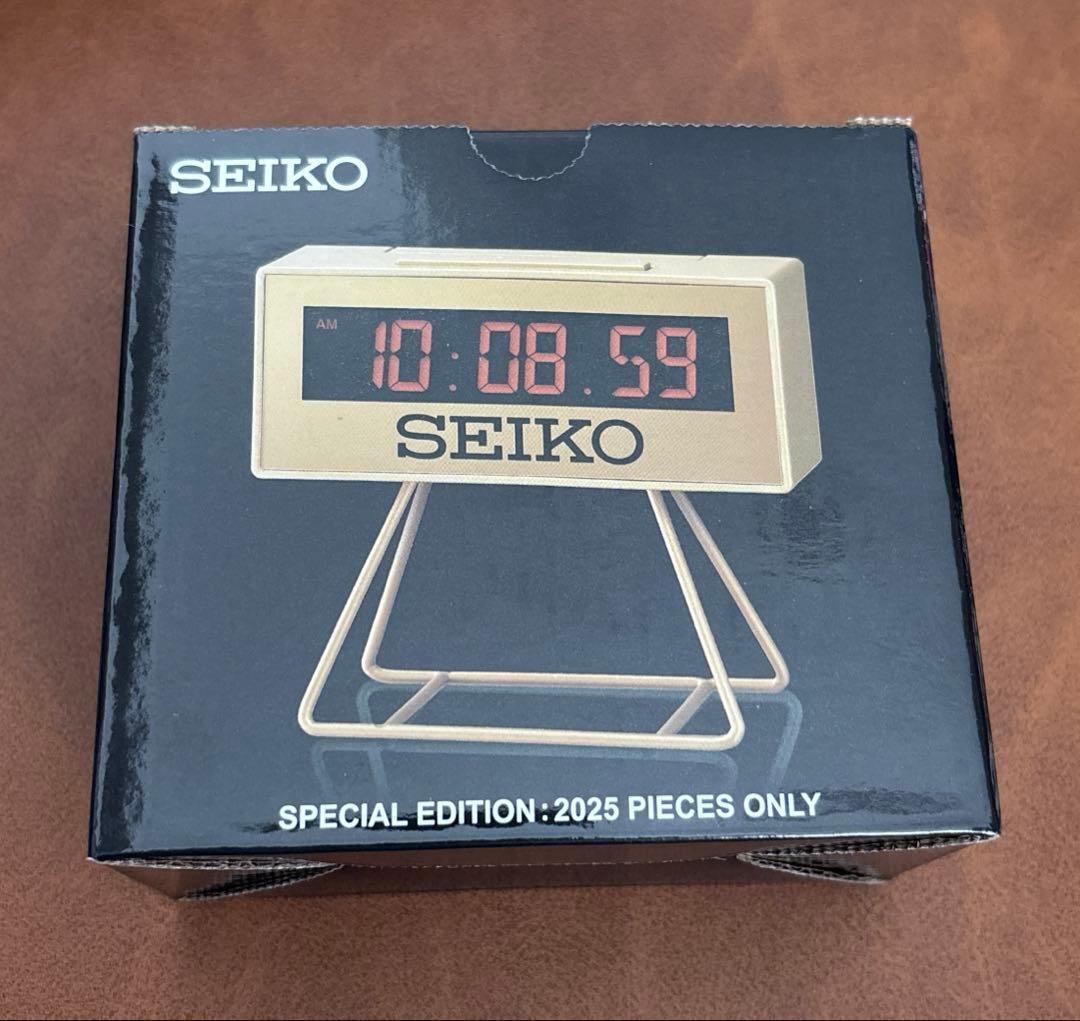 SEIKO
AM 10:08.59
SEIKO
SPECIAL EDITION:2025 PIECES ONLY